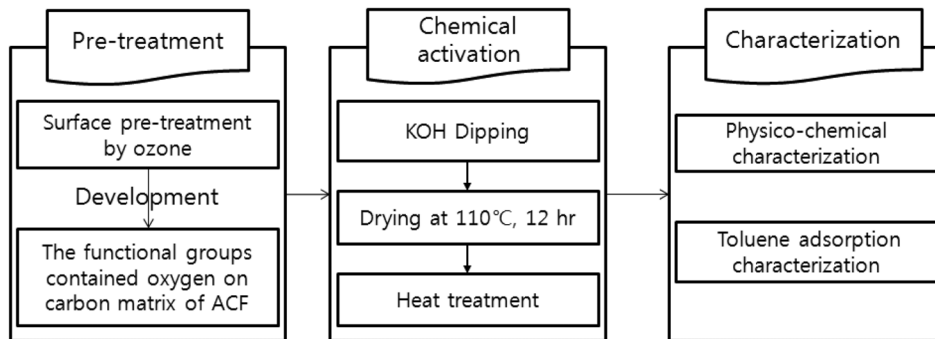 Pre-treatment
Surface pre-treatment
by ozone
Development
The functional groups
contained oxygen on
carbon matrix of ACF
Chemical
activation
KOH Dipping
Drying at 110℃, 12 hr
Heat treatment
Characterization
Physico-chemical
characterization
Toluene adsorption
characterization